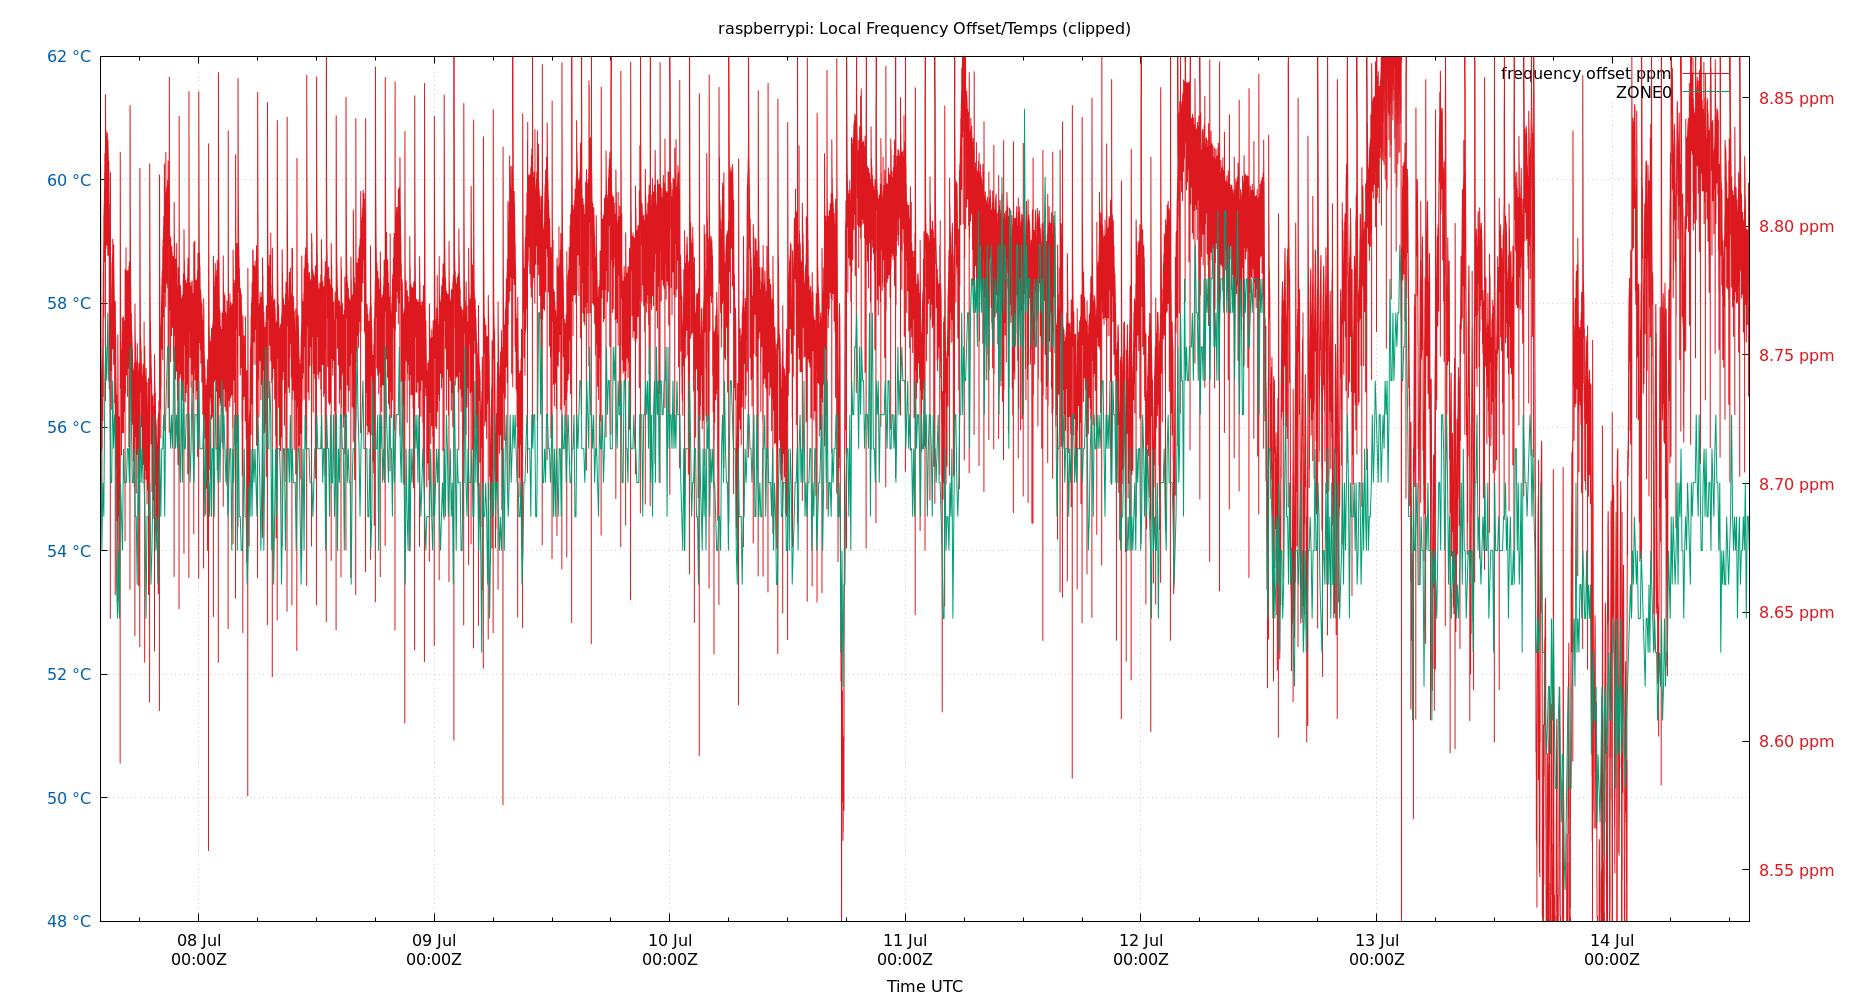 raspberrypi: Local Frequency Offset/Temps (clipped)
62 °C
60 °C
58 °C
56 °C
54 °C
52 °C
50 °C
48 °C
frequency offset ppm
ZONE0
8.85 ppm
8.80 ppm
8.75 ppm
8.70 ppm
8.65 ppm
8.60 ppm
8.55 ppm
08 Jul
00:00Z
09 Jul
00:00Z
10 Jul
00:00Z
11 Jul
00:00Z
12 Jul
00:00Z
13 Jul
00:00Z
14 Jul
00:00Z
Time UTC